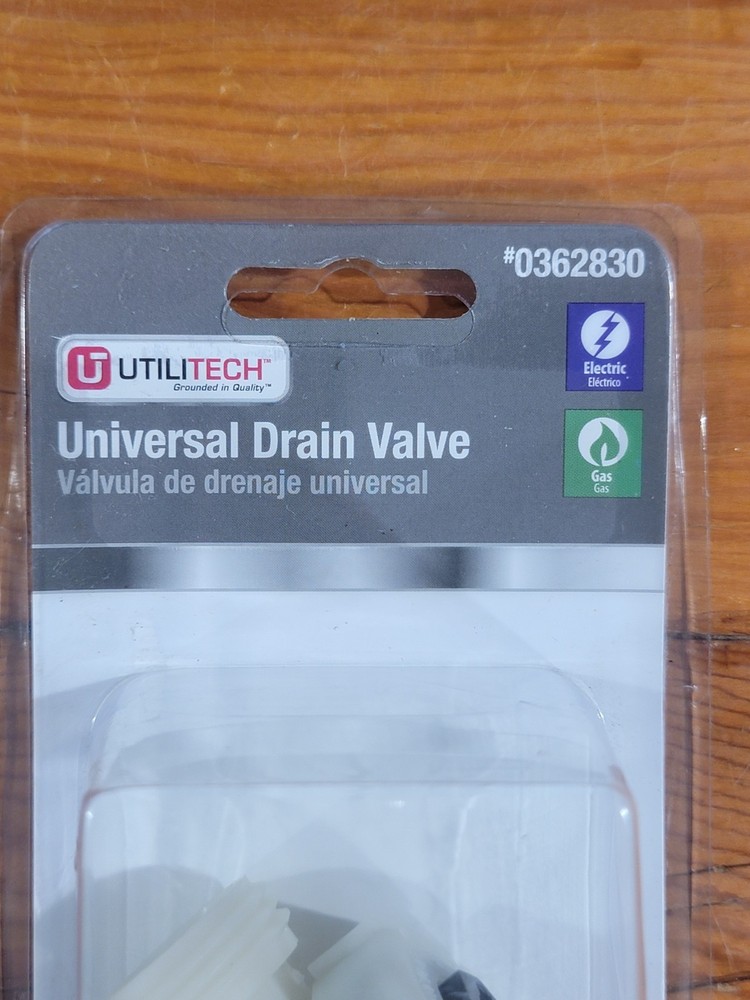 #0362830
UTILITECH™
Grounded in Quality™
Electric
Eléctrico
Universal Drain Valve
Válvula de drenaje universal
Gas
Gas